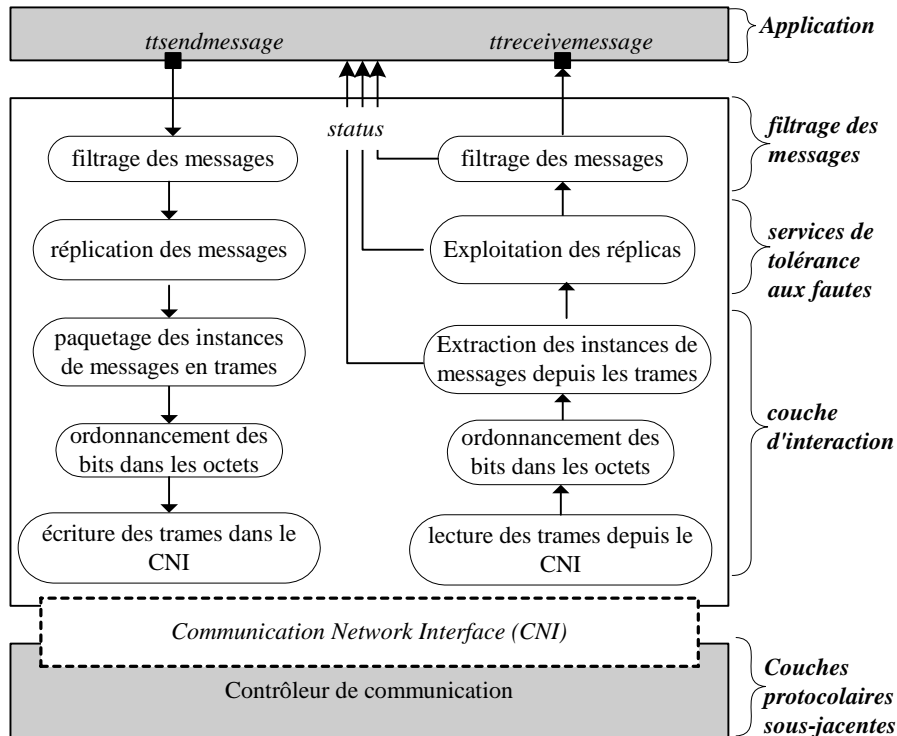 Application
ttsendmessage
ttreceivemessage
status
filtrage des messages
filtrage des messages
filtrage des
messages
réplication des messages
Exploitation des réplicas
services de
tolérance
aux fautes
paquetage des instances
de messages en trames
Extraction des instances de
messages depuis les trames
couche
d'interaction
ordonnancement des
bits dans les octets
ordonnancement des
bits dans les octets
écriture des trames dans le
CNI
lecture des trames depuis le
CNI
Communication Network Interface (CNI)
Contrôleur de communication
Couches
protocolaires
sous-jacentes